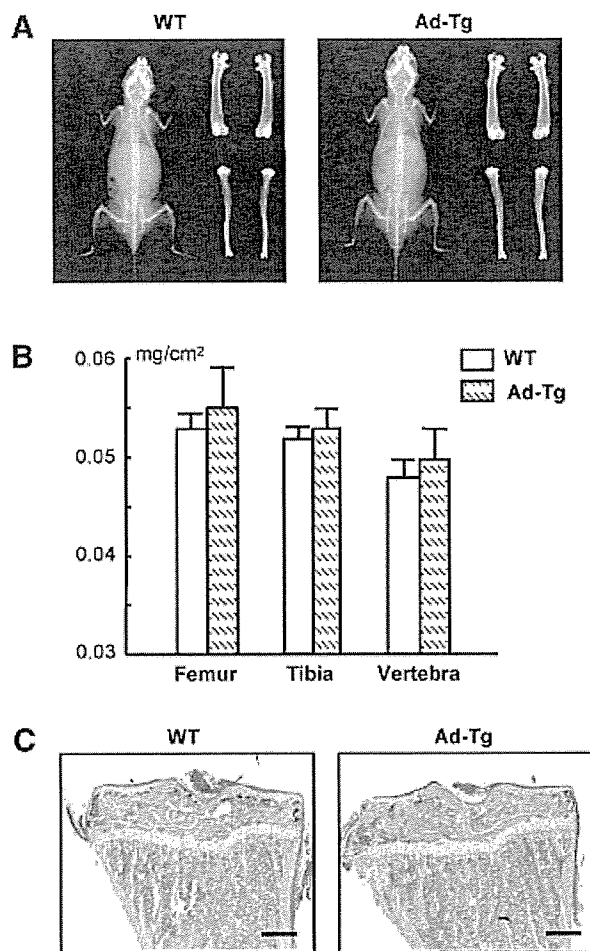 A
WT
Ad-Tg
B
mg/cm²
0.06
0.05
0.04
0.03
WT
Ad-Tg
Femur
Tibia
Vertebra
C
WT
Ad-Tg